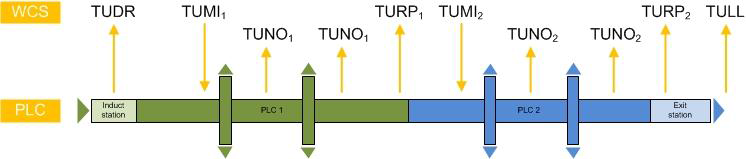 WCS TUDR TUMI1 TURP1 TUMI2 TURP2 TULL
TUNO1 TUNO1 TUNO2 TUNO2
PLC Induct station PLC 1 PLC 2 Exit station